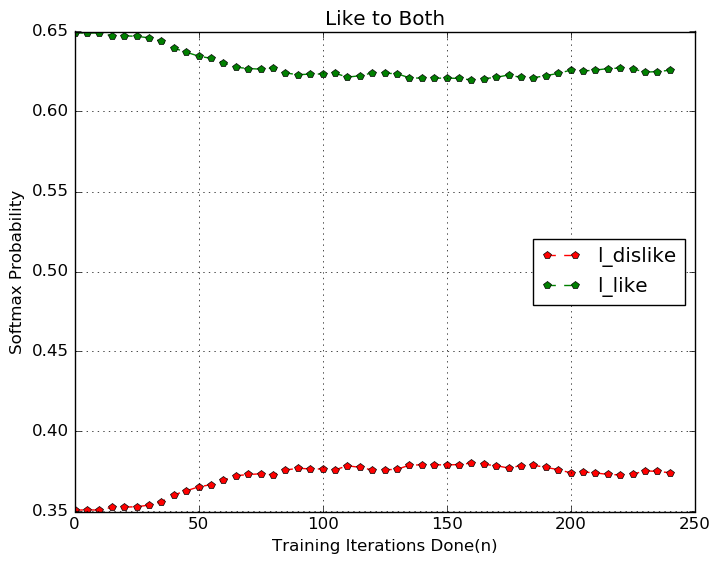 Like to Both
0.65
0.60
0.55
0.50
0.45
0.40
0.35
Softmax Probability
l_dislike
l_like
0 50 100 150 200 250
Training Iterations Done(n)